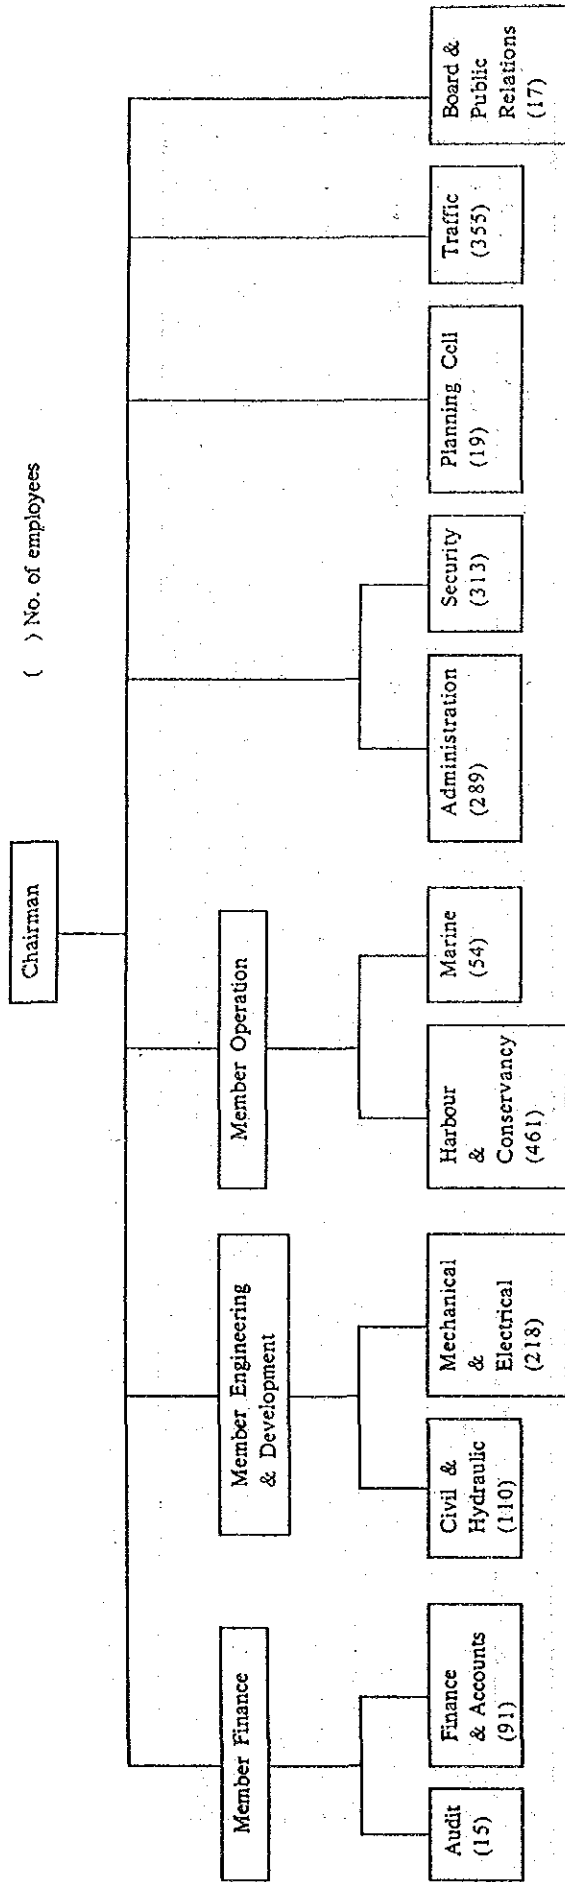 ( ) No. of employees
Chairman
Member Finance
Member Engineering
& Development
Member Operation
Audit
(15)
Finance
& Accounts
(91)
Civil &
Hydraulic
(110)
Mechanical
&
Electrical
(218)
Harbour
&
Conservancy
(461)
Marine
(54)
Administration
(289)
Security
(313)
Planning Cell
(19)
Traffic
(355)
Board &
Public
Relations
(17)